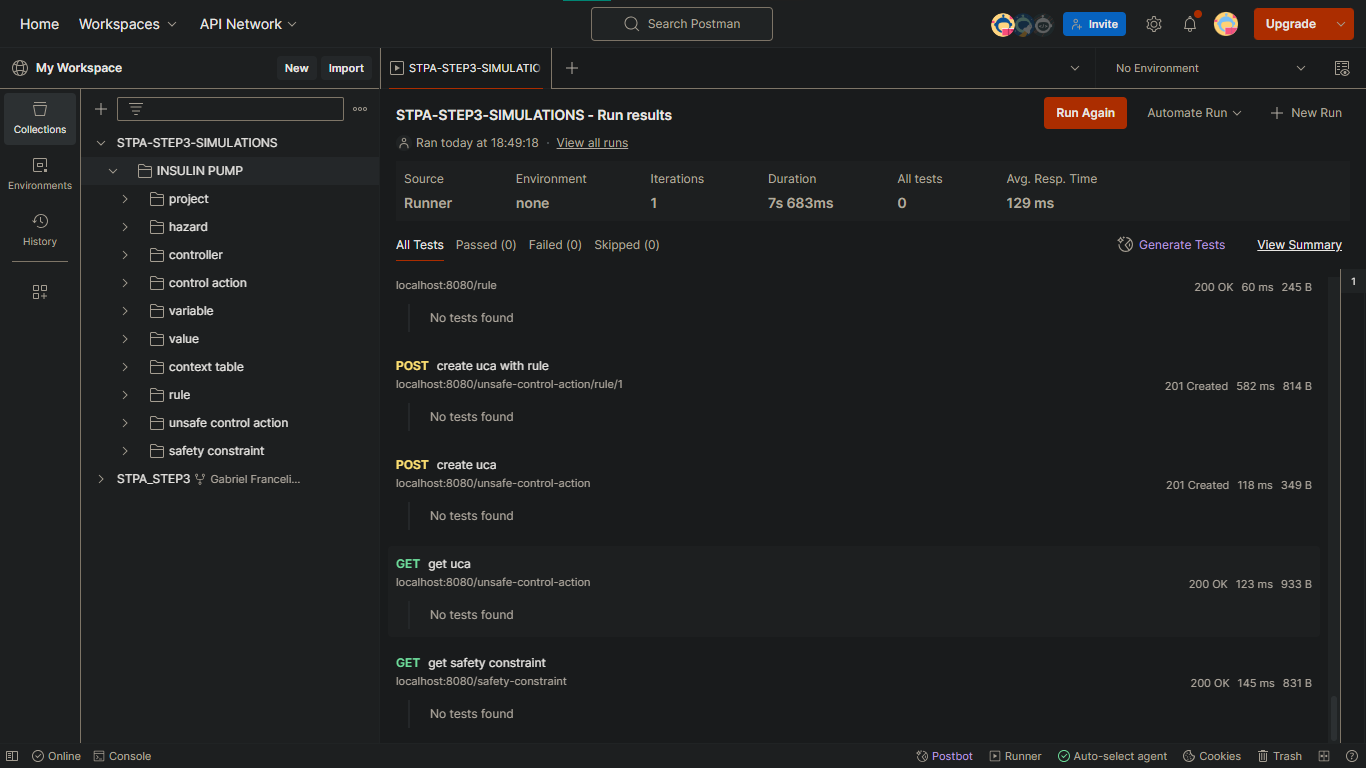 Home Workspaces API Network Search Postman Invite Upgrade
My Workspace New Import STPA-STEP3-SIMULATIO No Environment
Collections
Environments
History
STPA-STEP3-SIMULATIONS
INSULIN PUMP
project
hazard
controller
control action
variable
value
context table
rule
unsafe control action
safety constraint
STPA_STEP3 Gabriel Franceli...
STPA-STEP3-SIMULATIONS - Run results
Run Again Automate Run New Run
Ran today at 18:49:18 · View all runs
Source Environment Iterations Duration All tests Avg. Resp. Time
Runner none 1 7s 683ms 0 129 ms
All Tests Passed (0) Failed (0) Skipped (0) Generate Tests View Summary
1
localhost:8080/rule 200 OK 60 ms 245 B
No tests found
POST create uca with rule
localhost:8080/unsafe-control-action/rule/1 201 Created 582 ms 814 B
No tests found
POST create uca
localhost:8080/unsafe-control-action 201 Created 118 ms 349 B
No tests found
GET get uca
localhost:8080/unsafe-control-action 200 OK 123 ms 933 B
No tests found
GET get safety constraint
localhost:8080/safety-constraint 200 OK 145 ms 831 B
No tests found
Online Console Postbot Runner Auto-select agent Cookies Trash